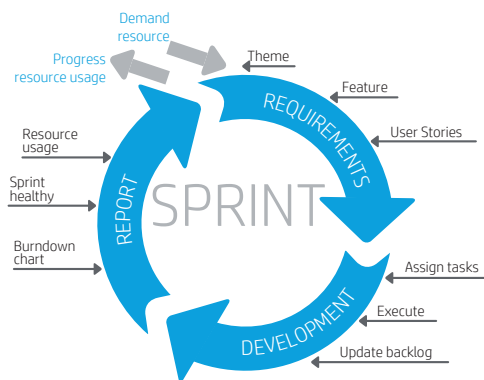 Demand
resource
Progress
resource usage
Theme
Feature
User Stories
REQUIREMENTS
Resource
usage
Sprint
healthy
Burndown
chart
REPORT
SPRINT
Assign tasks
Execute
Update backlog
DEVELOPMENT